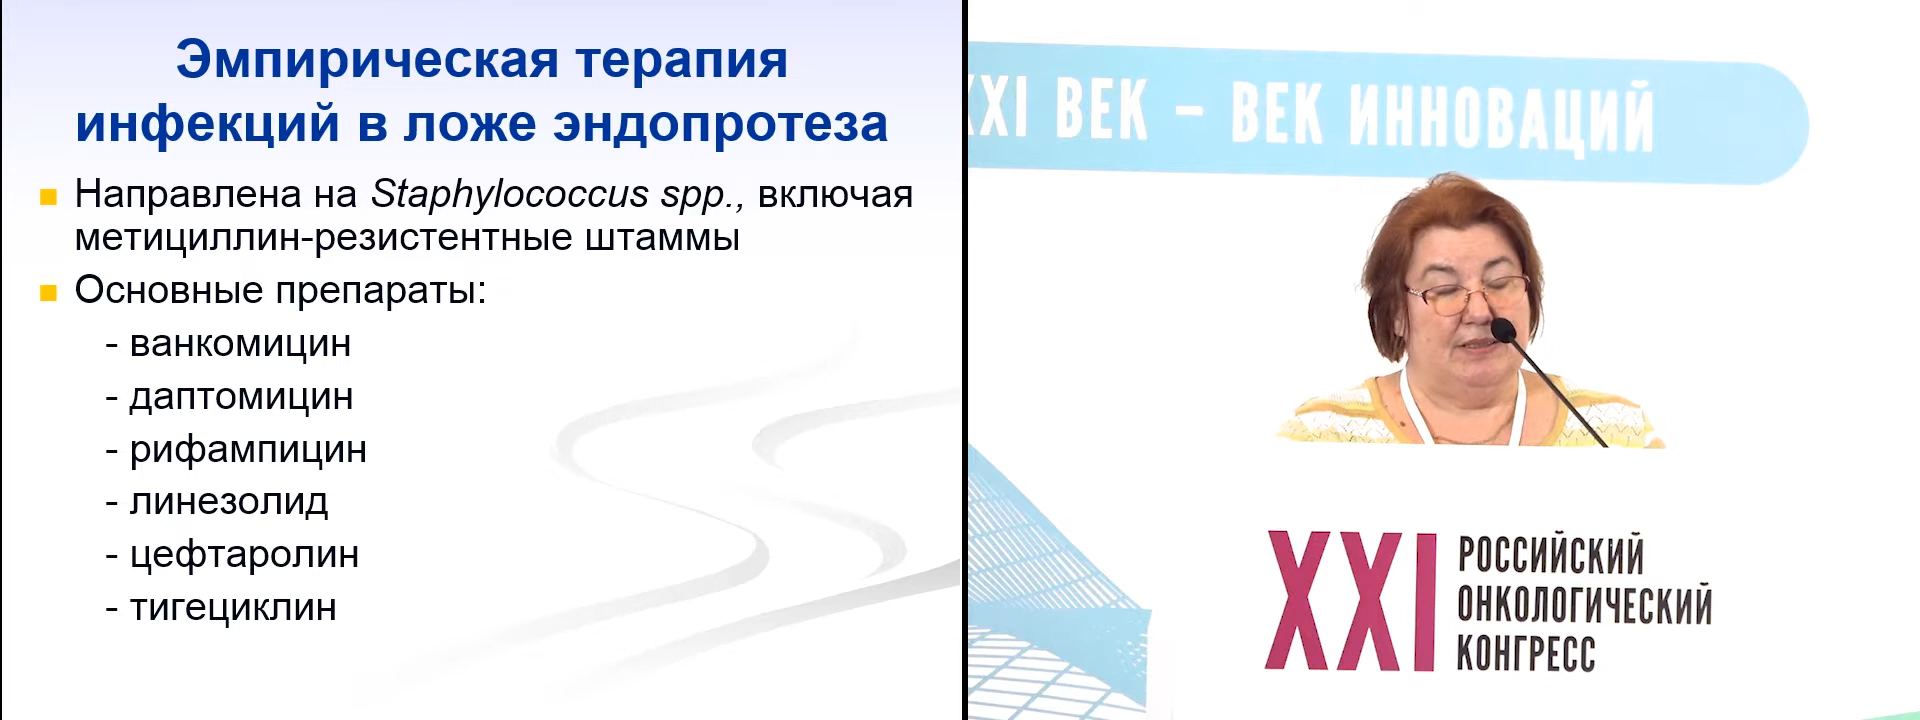 Эмпирическая терапия
инфекций в ложе эндопротеза
Направлена на Staphylococcus spp., включая
метициллин-резистентные штаммы
Основные препараты:
- ванкомицин
- даптомицин
- рифампицин
- линезолид
- цефтаролин
- тигециклин
XXI ВЕК – ВЕК ИННОВАЦИЙ
XXI РОССИЙСКИЙ
ОНКОЛОГИЧЕСКИЙ
КОНГРЕСС